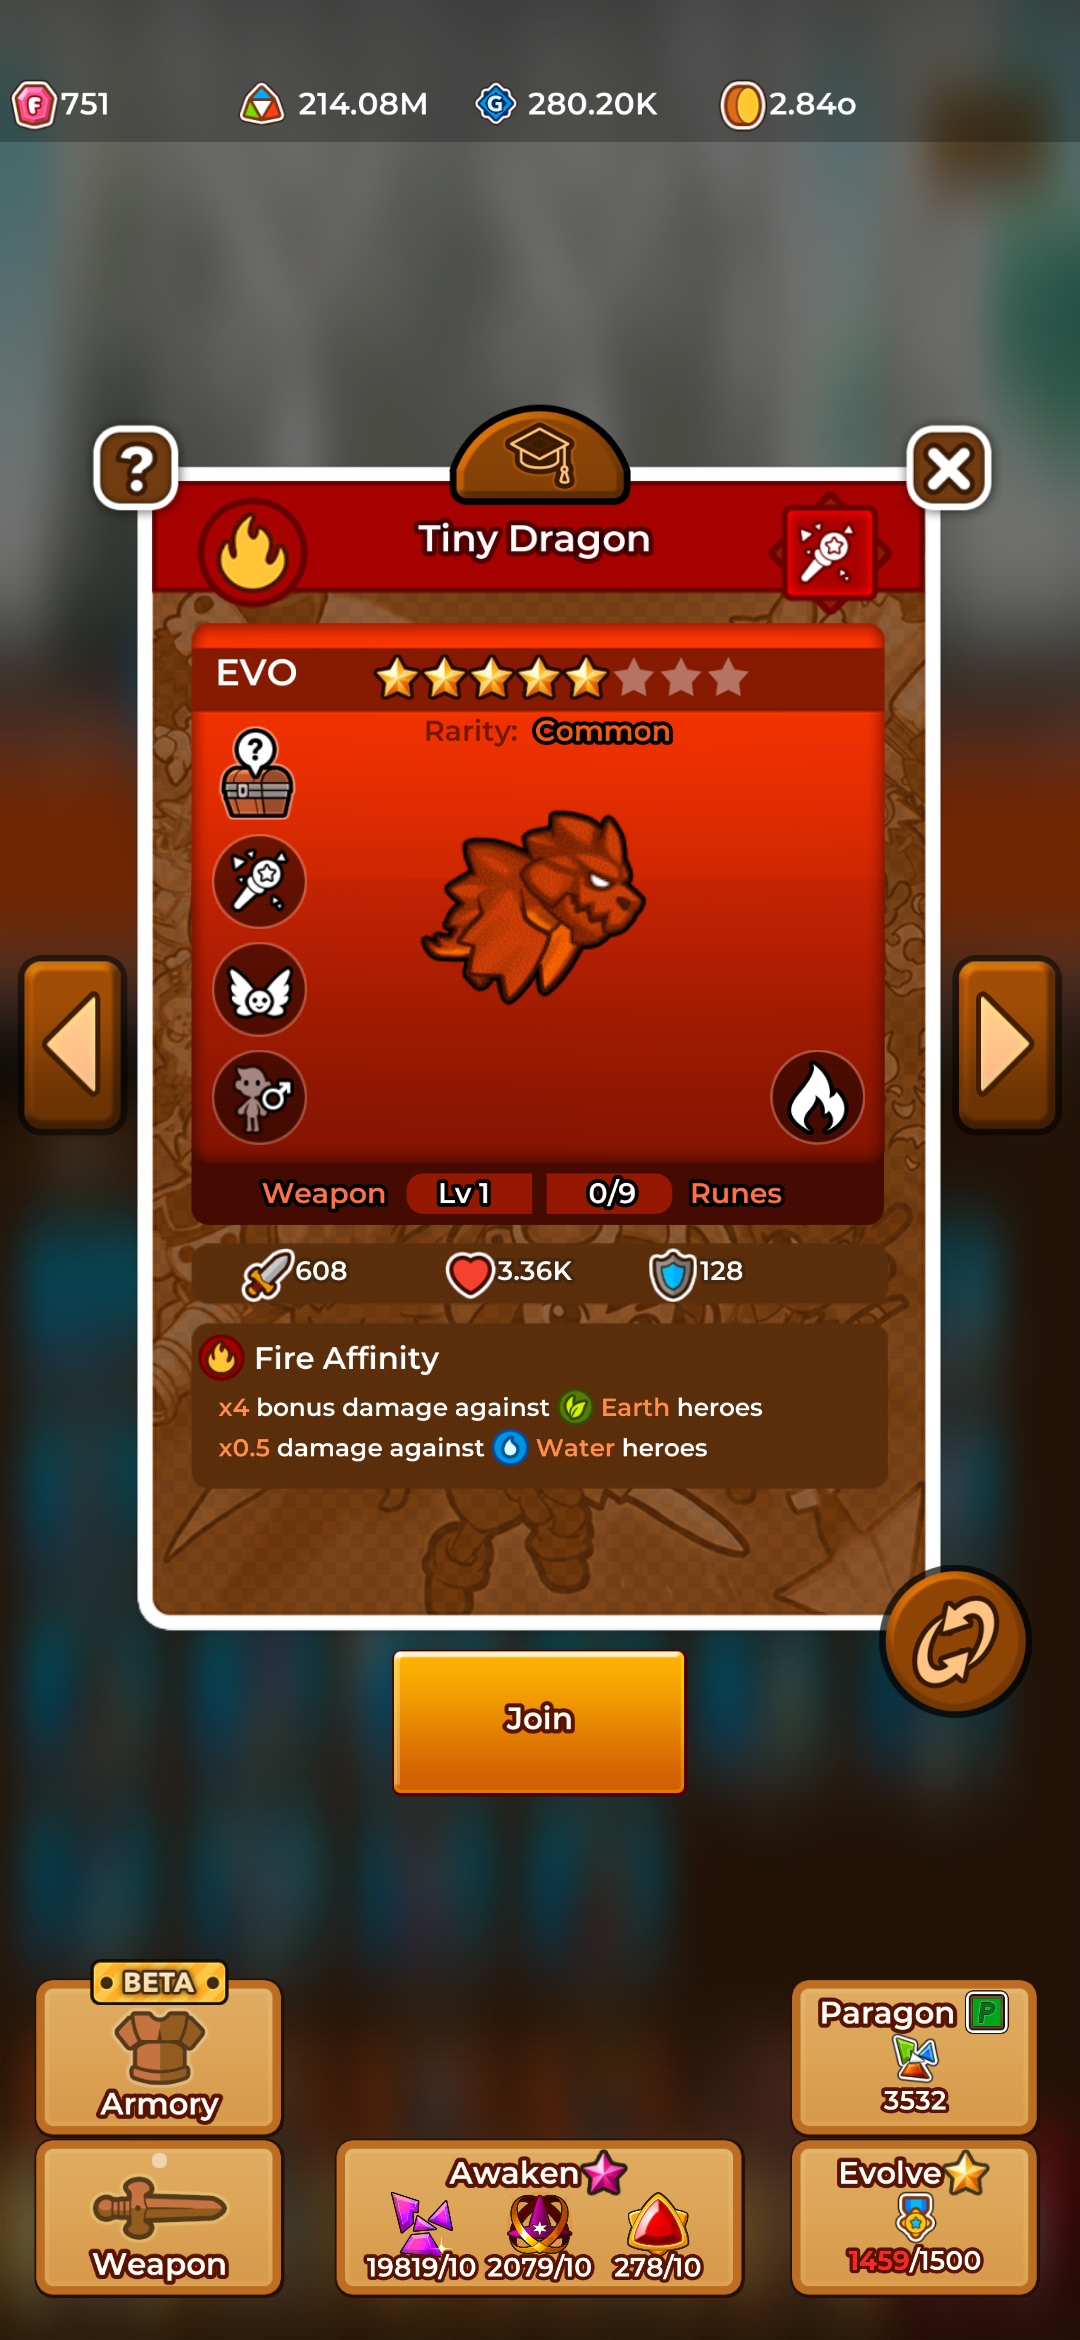 751 214.08M 280.20K 2.84o
?
Tiny Dragon
EVO
Rarity: Common
?
Weapon Lv 1 0/9 Runes
608 3.36K 128
Fire Affinity
x4 bonus damage against Earth heroes
x0.5 damage against Water heroes
Join
BETA
Armory
Paragon P
3532
Weapon
Awaken
19819/10 2079/10 278/10
Evolve
1459/1500